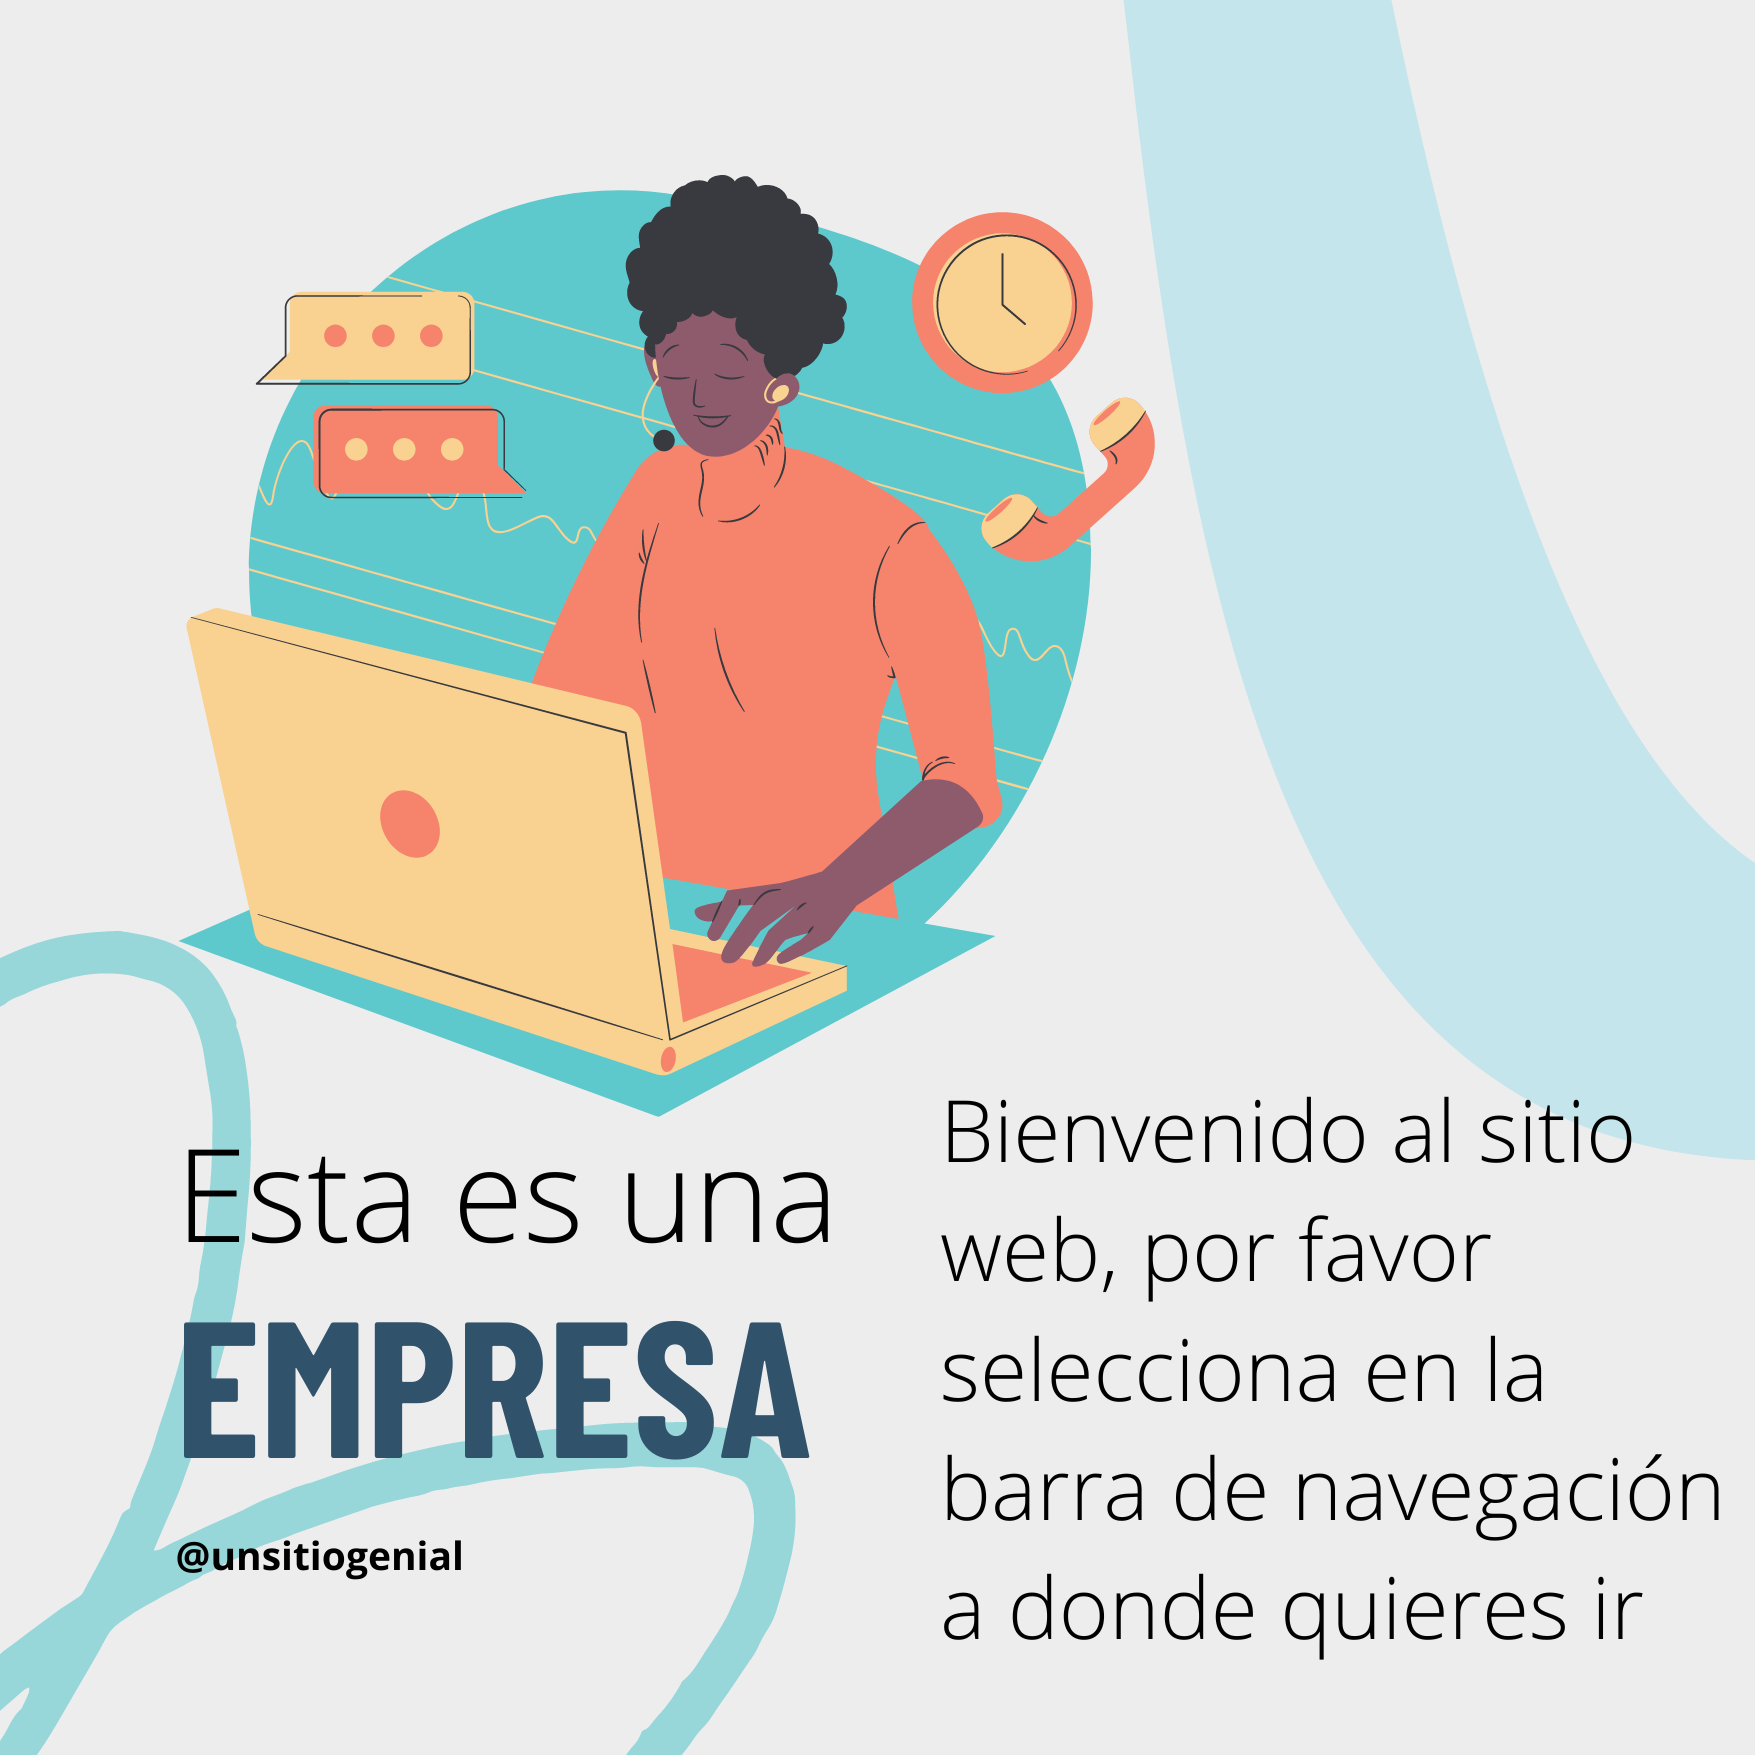 Esta es una
EMPRESA
@unsitiogenial
Bienvenido al sitio
web, por favor
selecciona en la
barra de navegación
a donde quieres ir